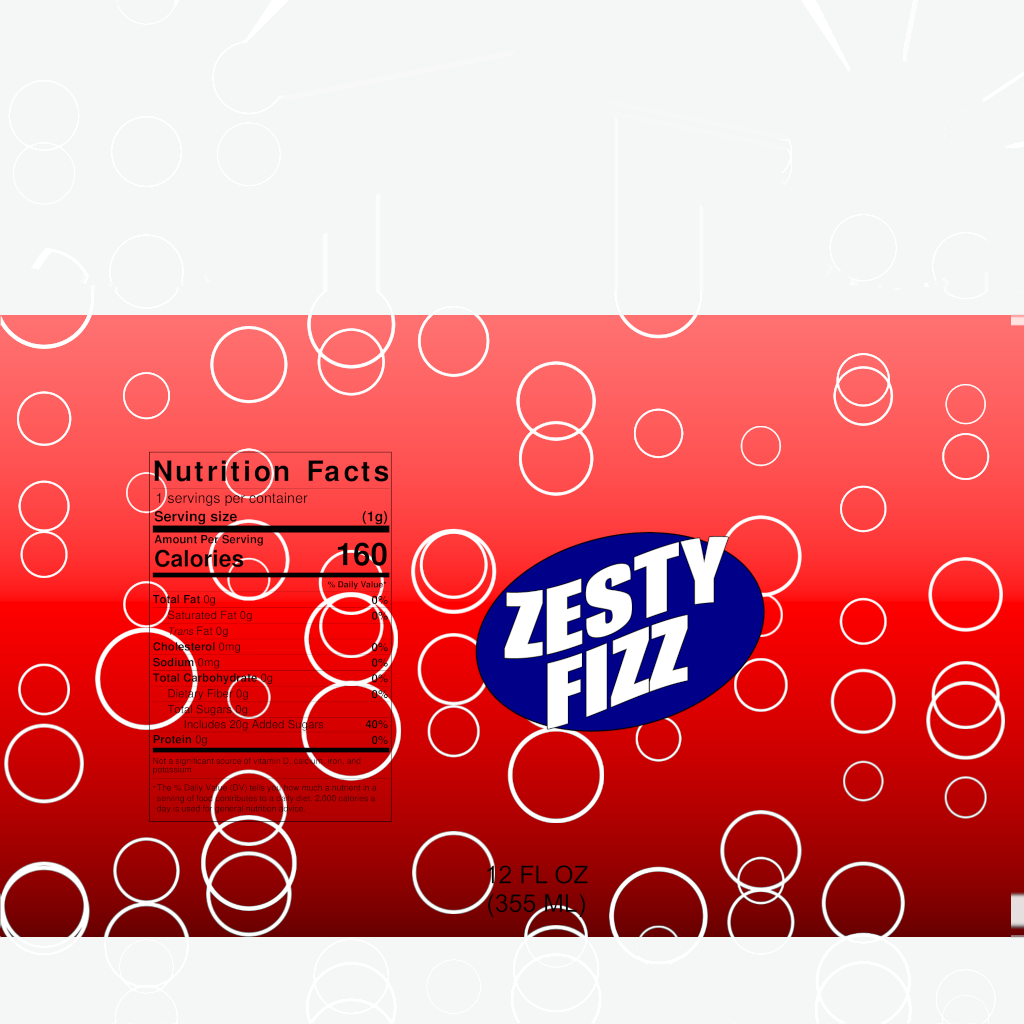 Nutrition Facts
1 servings per container
Serving size (1g)
Amount Per Serving
Calories 160
% Daily Value*
Total Fat 0g 0%
Saturated Fat 0g 0%
Trans Fat 0g
Cholesterol 0mg 0%
Sodium 0mg 0%
Total Carbohydrate 0g 0%
Dietary Fiber 0g 0%
Total Sugars 0g
Includes 20g Added Sugars 40%
Protein 0g 0%
Not a significant source of vitamin D, calcium, iron, and
potassium
*The % Daily Value (DV) tells you how much a nutrient in a
serving of food contributes to a daily diet. 2,000 calories a
day is used for general nutrition advice.
ZESTY
FIZZ
12 FL OZ
(355 ML)